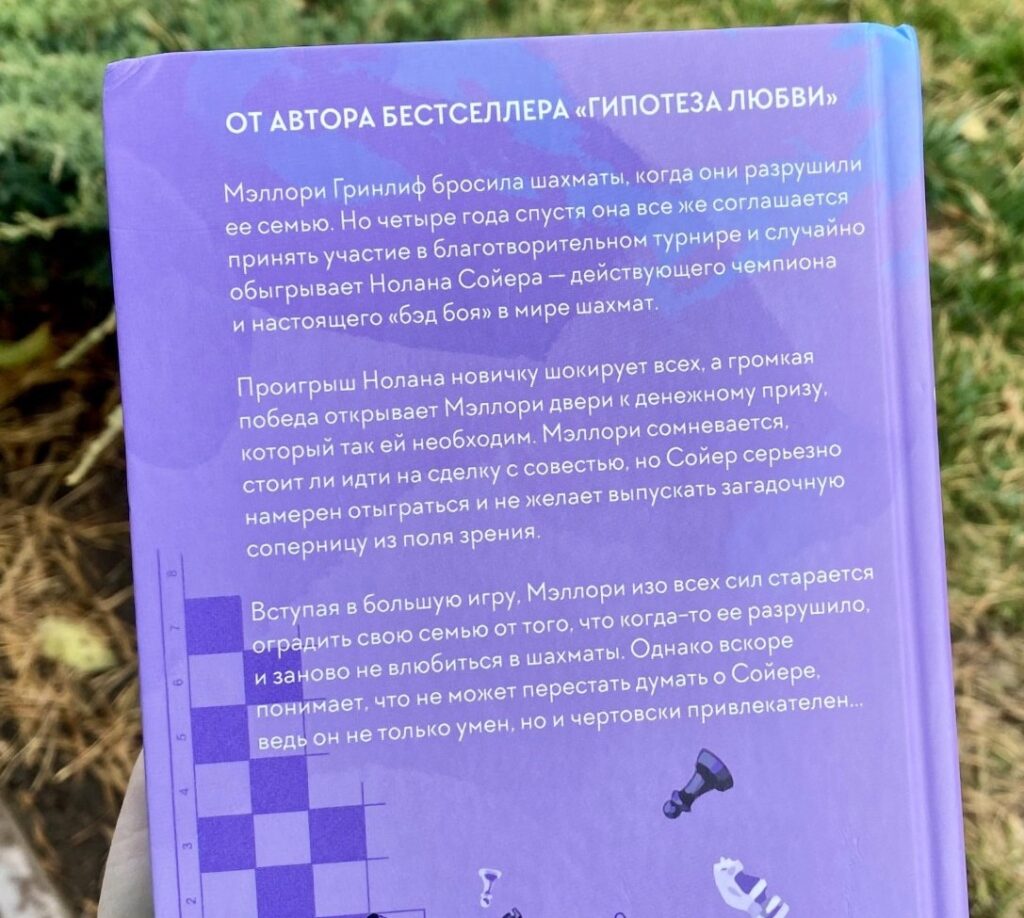 ОТ АВТОРА БЕСТСЕЛЛЕРА «ГИПОТЕЗА ЛЮБВИ»
Мэллори Гринлиф бросила шахматы, когда они разрушили
ее семью. Но четыре года спустя она все же соглашается
принять участие в благотворительном турнире и случайно
обыгрывает Нолана Сойера — действующего чемпиона
и настоящего «бэд боя» в мире шахмат.
Проигрыш Нолана новичку шокирует всех, а громкая
победа открывает Мэллори двери к денежному призу,
который так ей необходим. Мэллори сомневается,
стоит ли идти на сделку с совестью, но Сойер серьезно
намерен отыграться и не желает выпускать загадочную
соперницу из поля зрения.
Вступая в большую игру, Мэллори изо всех сил старается
оградить свою семью от того, что когда-то ее разрушило,
и заново не влюбиться в шахматы. Однако вскоре
понимает, что не может перестать думать о Сойере,
ведь он не только умен, но и чертовски привлекателен...
8
7
6
5
4
3
2